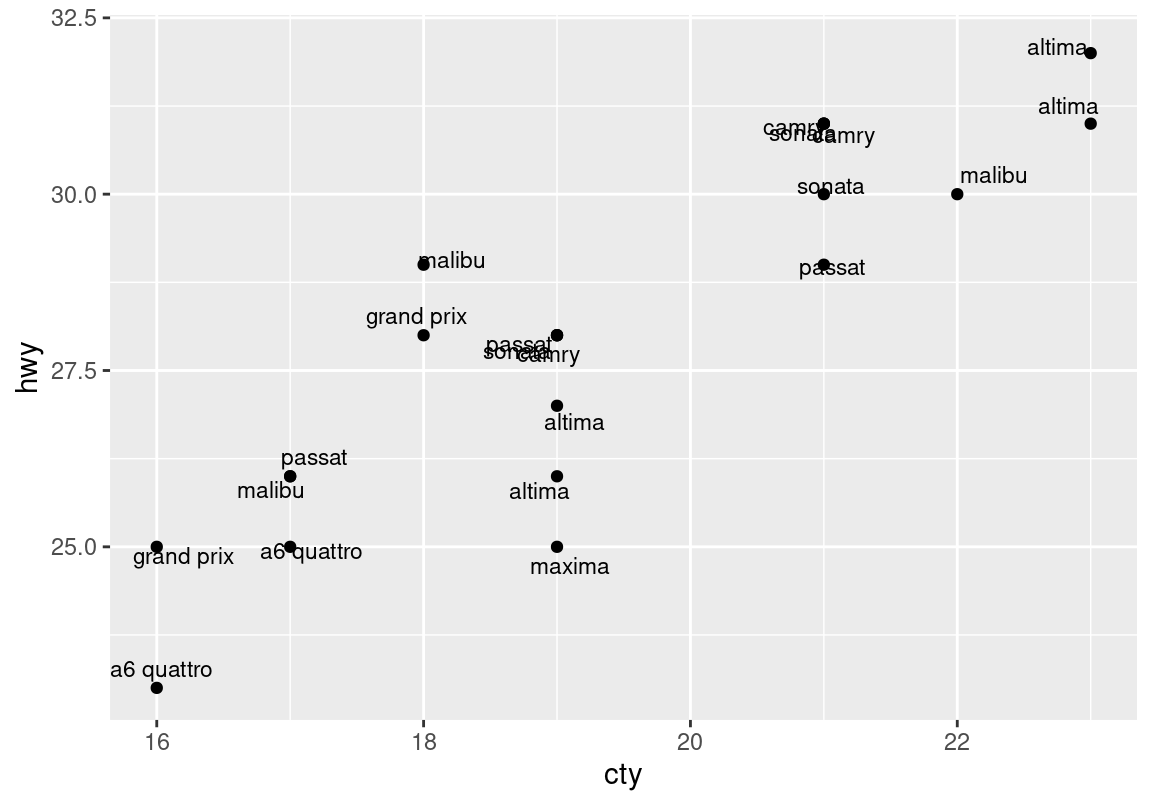 32.5
altima
altima
camry
sonata
camry
30.0
sonata
malibu
malibu
passat
grand prix
passat
sonata
camry
27.5
altima
passat
malibu
altima
25.0
grand prix
a6 quattro
maxima
a6 quattro
hwy
16
18
20
22
cty